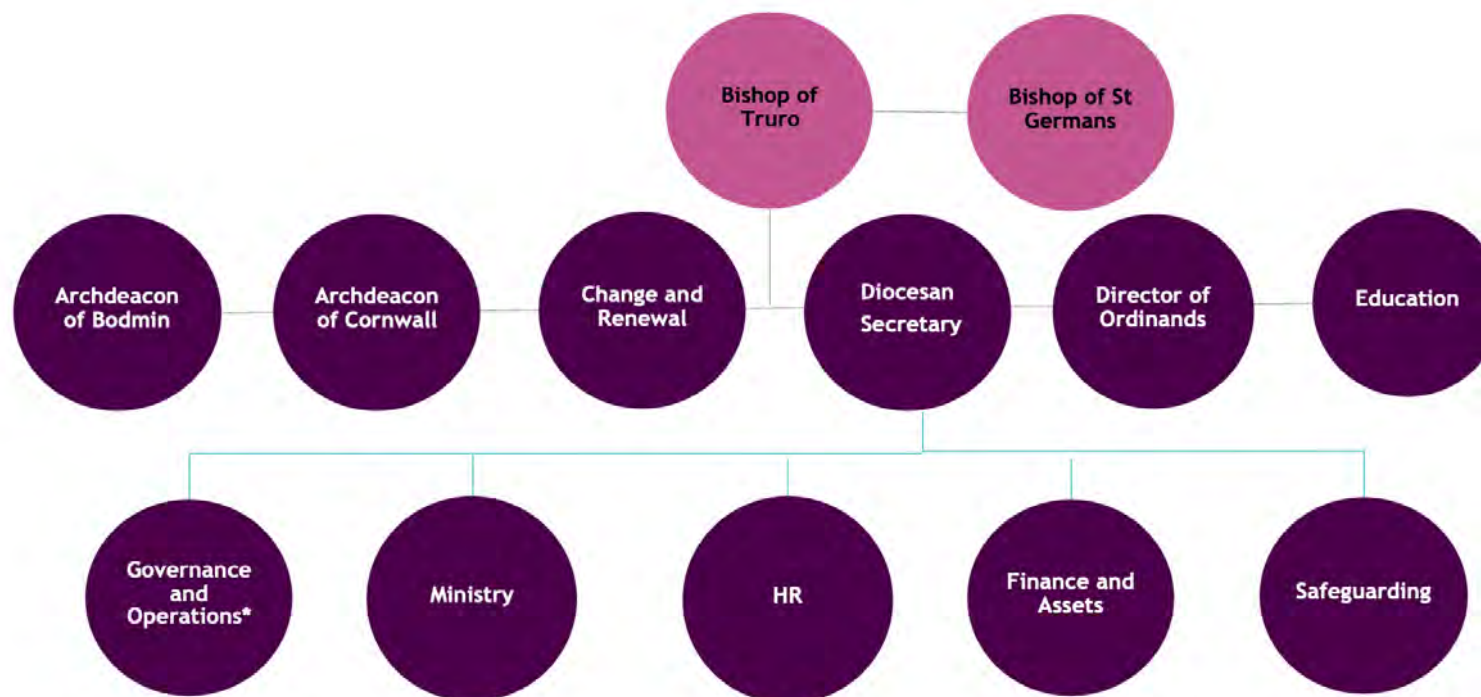 Bishop of
Truro
Bishop of St
Germans
Archdeacon
of Bodmin
Archdeacon
of Cornwall
Change and
Renewal
Diocesan
Secretary
Director of
Ordinands
Education
Governance
and
Operations*
Ministry
HR
Finance and
Assets
Safeguarding